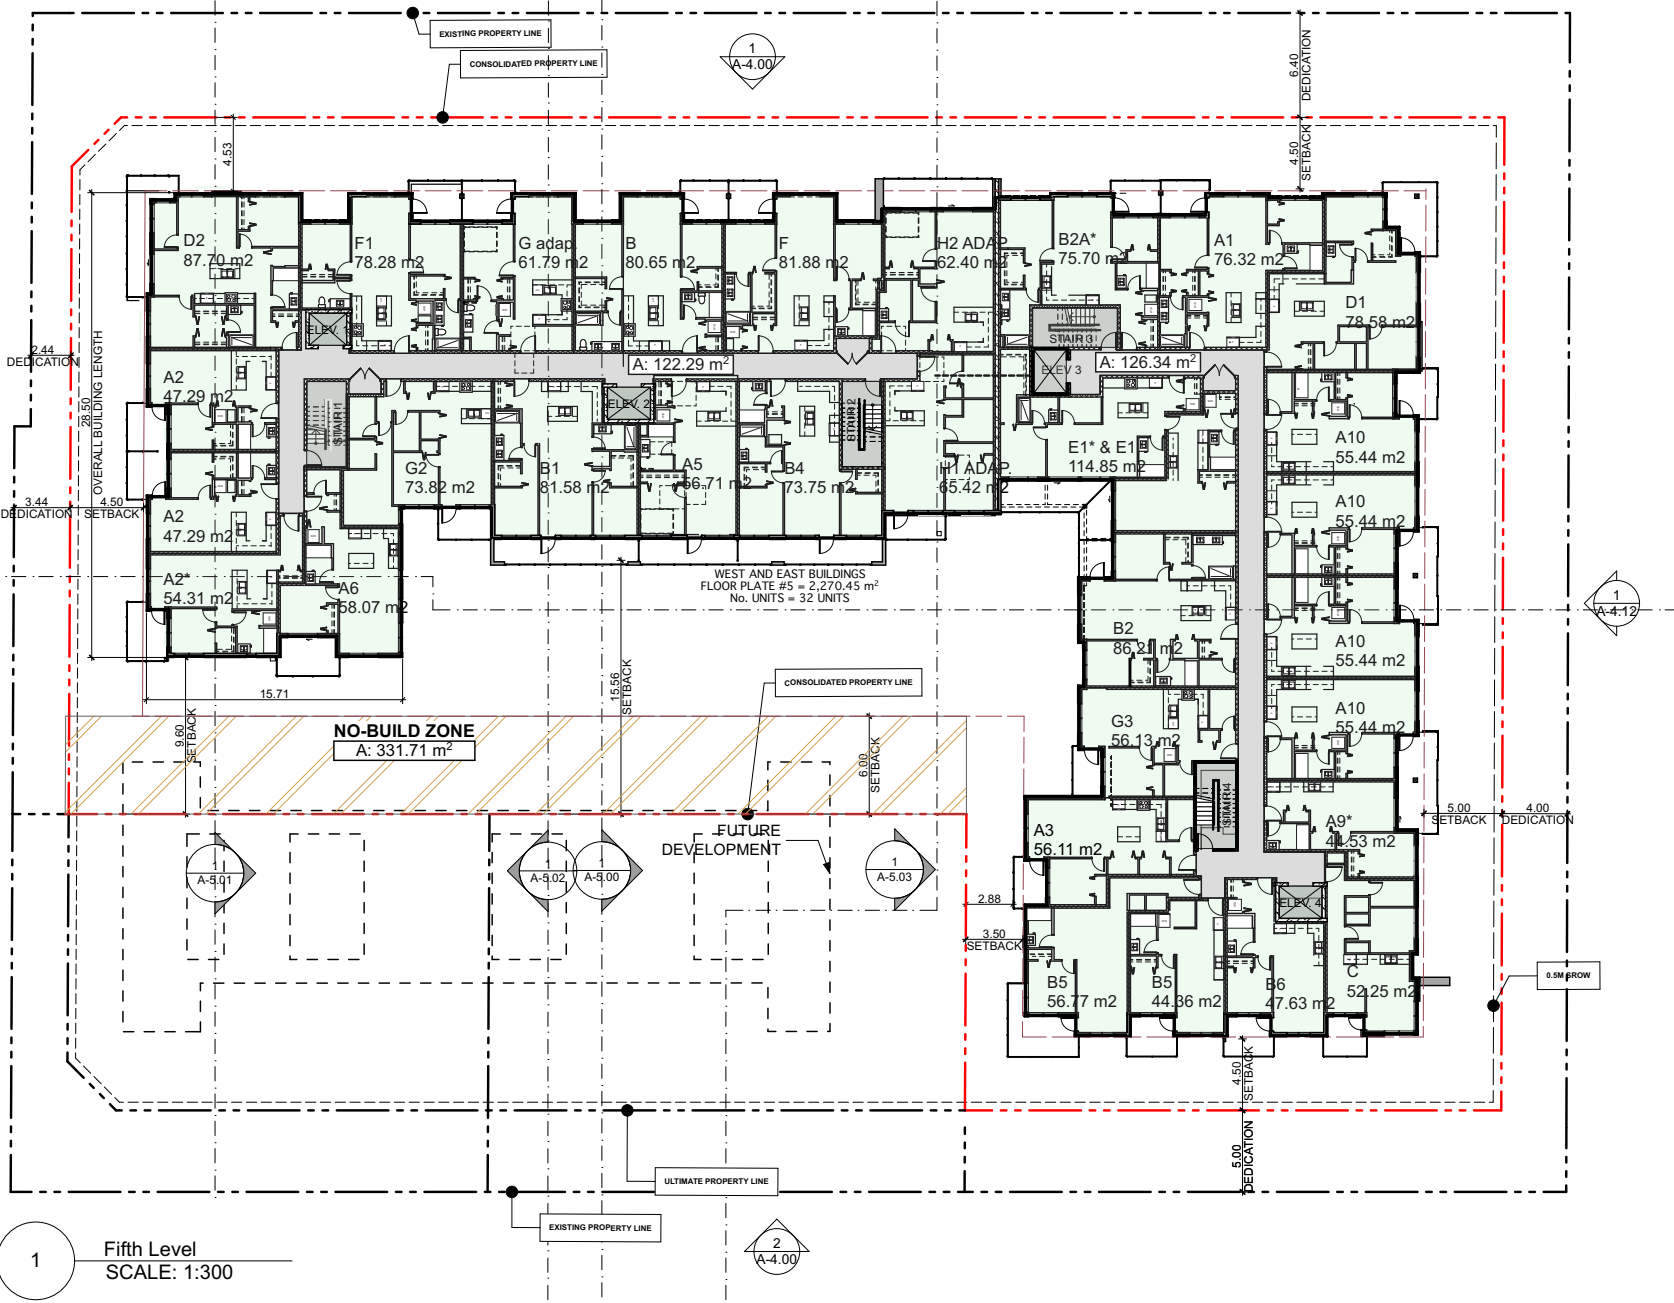 EXISTING PROPERTY LINE
CONSOLIDATED PROPERTY LINE
1
A-4.00
6.40
DEDICATION
4.50
SETBACK
4.53
D2
87.70 m2
F1
78.28 m2
G adap.
61.79 m2
B
80.65 m2
F
81.88 m2
H2 ADAP.
62.40 m2
B2A*
75.70 m2
A1
76.32 m2
D1
78.58 m2
ELEV. 1
STAIR 3
A: 122.29 m²
A: 126.34 m²
ELEV 3
2.44
DEDICATION
28.50
OVERALL BUILDING LENGTH
A2
47.29 m2
STAIR 1
G2
73.82 m2
B1
81.58 m2
ELEV. 2
A5
56.71 m2
B4
73.75 m2
STAIR 2
H1 ADAP.
65.42 m2
E1* & E1
114.85 m2
A10
55.44 m2
3.44
DEDICATION
4.50
SETBACK
A2
47.29 m2
A10
55.44 m2
A2*
54.31 m2
A6
58.07 m2
WEST AND EAST BUILDINGS
FLOOR PLATE #5 = 2,270.45 m²
No. UNITS = 32 UNITS
1
A-4.12
B2
86.21 m2
A10
55.44 m2
15.71
15.56
SETBACK
CONSOLIDATED PROPERTY LINE
G3
56.13 m2
A10
55.44 m2
9.60
SETBACK
NO-BUILD ZONE
A: 331.71 m²
6.00
SETBACK
STAIR 4
5.00
SETBACK
4.00
DEDICATION
FUTURE
DEVELOPMENT
A3
56.11 m2
A9*
44.53 m2
1
A-5.01
1
A-5.02
1
A-5.00
1
A-5.03
2.88
3.50
SETBACK
ELEV. 4
B5
56.77 m2
B5
44.36 m2
B6
47.63 m2
C
52.25 m2
0.5M SROW
4.50
SETBACK
5.00
DEDICATION
ULTIMATE PROPERTY LINE
EXISTING PROPERTY LINE
2
A-4.00
1
Fifth Level
SCALE: 1:300